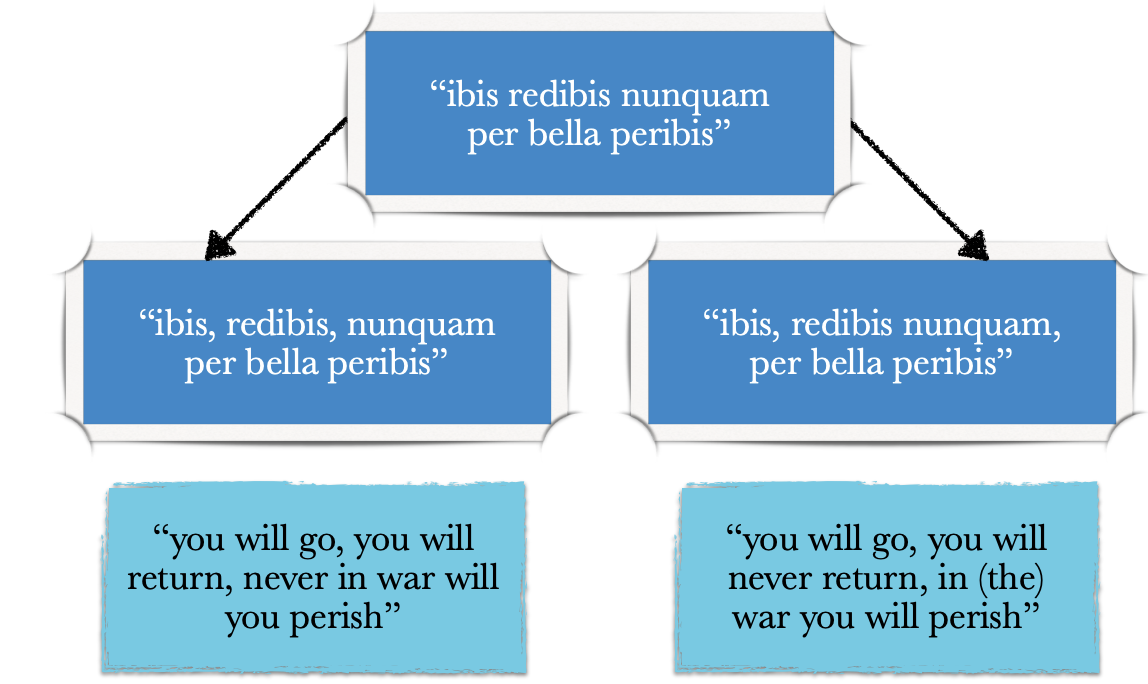 “ibis redibis nunquam
per bella peribis”
“ibis, redibis, nunquam
per bella peribis”
“ibis, redibis nunquam,
per bella peribis”
“you will go, you will
return, never in war will
you perish”
“you will go, you will
never return, in (the)
war you will perish”